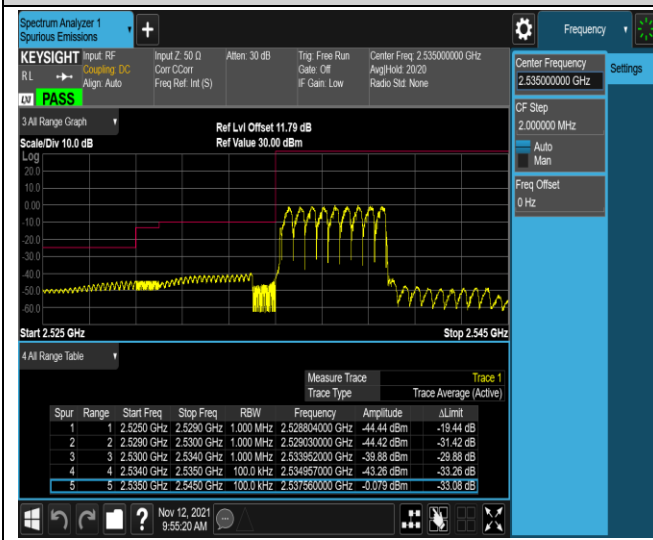 Spectrum Analyzer 1
Spurious Emissions
+
Frequency
KEYSIGHT Input: RF Input Z: 50 Ω Atten: 30 dB Trig: Free Run Center Freq: 2.535000000 GHz
RL Coupling: DC Corr CCorr Gate: Off Avg|Hold: 20/20
Align: Auto Freq Ref: Int (S) IF Gain: Low Radio Std: None
LXI PASS
Center Frequency
2.535000000 GHz
Settings
CF Step
2.000000 MHz
Auto
Man
Freq Offset
0 Hz
3 All Range Graph
Ref Lvl Offset 11.79 dB
Scale/Div 10.0 dB Ref Value 30.00 dBm
Log
20.0
10.0
0.00
-10.0
-20.0
-30.0
-40.0
-50.0
-60.0
Start 2.525 GHz Stop 2.545 GHz
4 All Range Table
Measure Trace Trace 1
Trace Type Trace Average (Active)
Spur Range Start Freq Stop Freq RBW Frequency Amplitude ΔLimit
1 1 2.5250 GHz 2.5290 GHz 1.000 MHz 2.528804000 GHz -44.44 dBm -19.44 dB
2 2 2.5290 GHz 2.5300 GHz 1.000 MHz 2.529030000 GHz -44.42 dBm -31.42 dB
3 3 2.5300 GHz 2.5340 GHz 1.000 MHz 2.533952000 GHz -39.88 dBm -29.88 dB
4 4 2.5340 GHz 2.5350 GHz 100.0 kHz 2.534957000 GHz -43.26 dBm -33.26 dB
5 5 2.5350 GHz 2.5450 GHz 100.0 kHz 2.537560000 GHz -0.079 dBm -33.08 dB
? Nov 12, 2021
9:55:20 AM